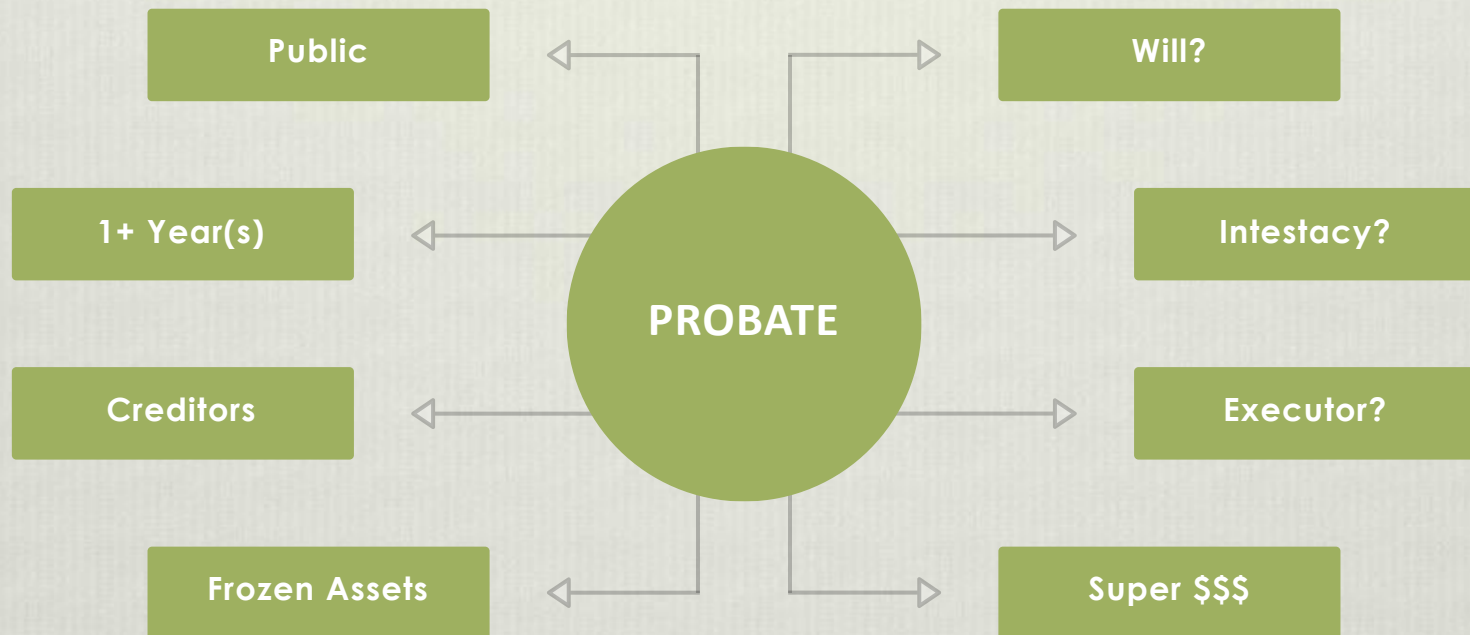 Public
Will?
1+ Year(s)
Intestacy?
PROBATE
Creditors
Executor?
Frozen Assets
Super $$$